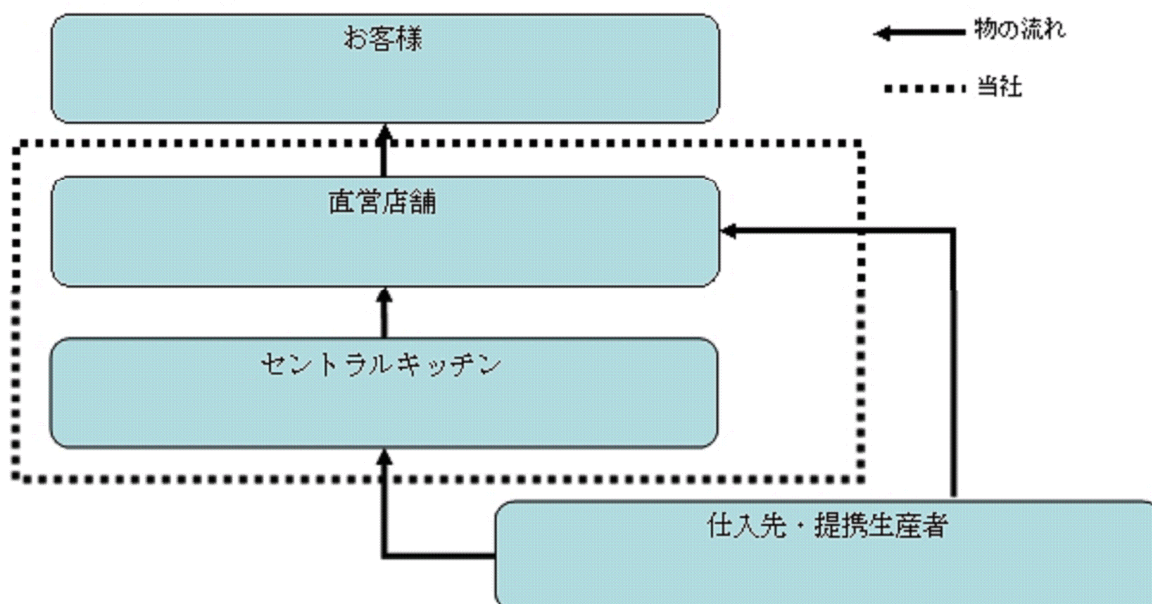 お客様
物の流れ
当社
直営店舗
セントラルキッチン
仕入先・提携生産者